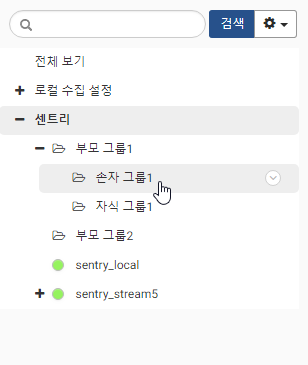 검색
전체 보기
로컬 수집 설정
센트리
부모 그룹1
손자 그룹1
자식 그룹1
부모 그룹2
sentry_local
sentry_stream5